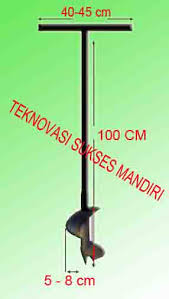 40-45 cm
100 CM
TEKNOVASI SUKSES MANDIRI
5 - 8 cm